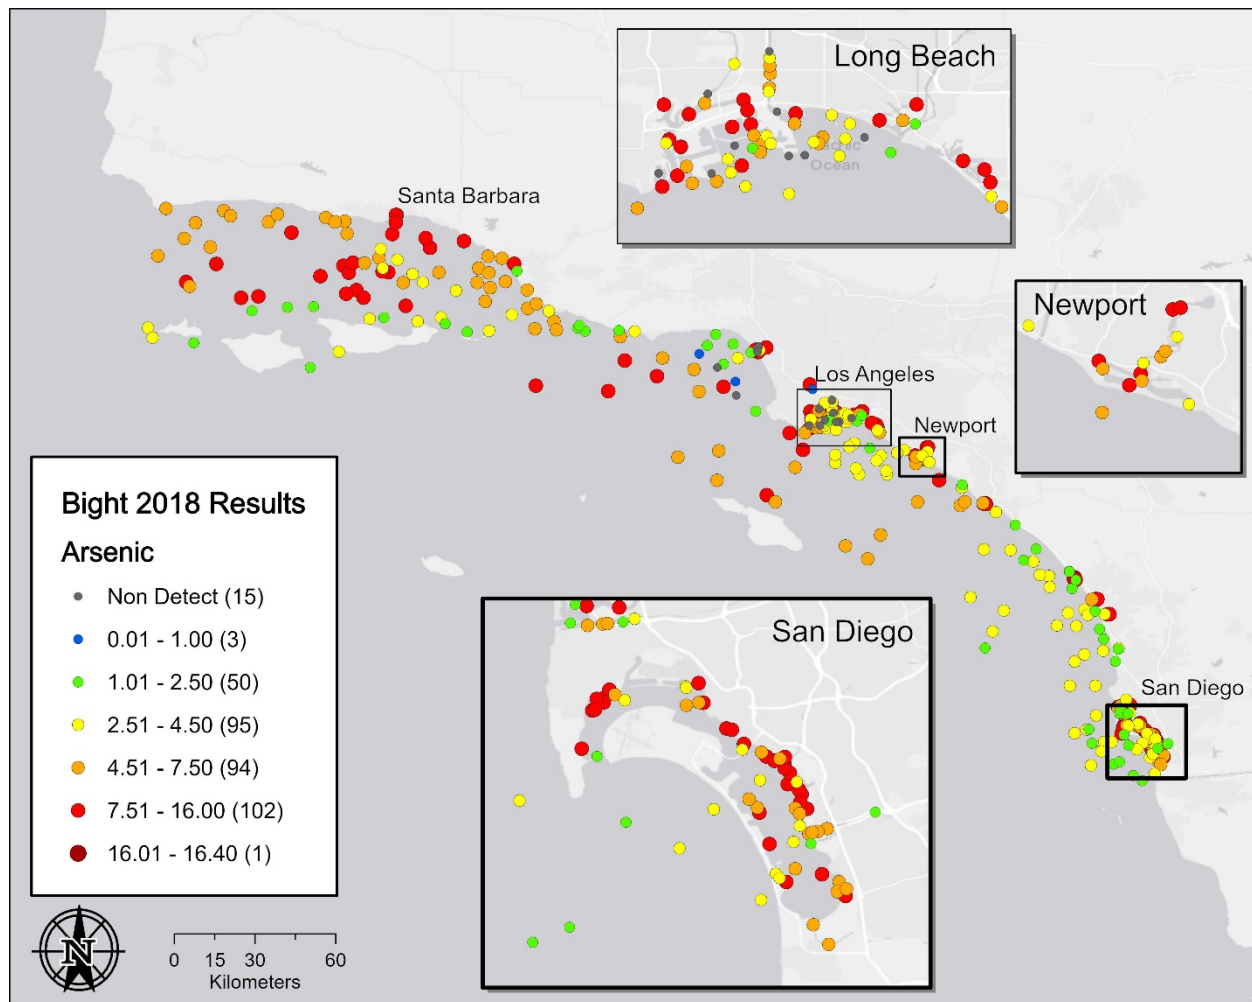 Long Beach
Pacific
Ocean
Santa Barbara
Newport
Los Angeles
Newport
Bight 2018 Results
Arsenic
Non Detect (15)
0.01 - 1.00 (3)
1.01 - 2.50 (50)
2.51 - 4.50 (95)
4.51 - 7.50 (94)
7.51 - 16.00 (102)
16.01 - 16.40 (1)
San Diego
San Diego
N
0 15 30 60
Kilometers